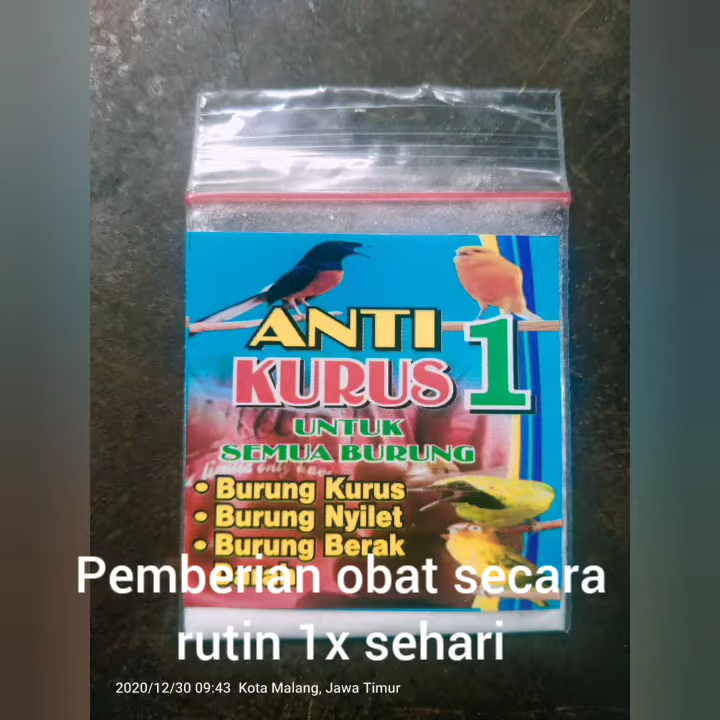 ANTI
KURUS 1
UNTUK
SEMUA BURUNG
• Burung Kurus
• Burung Nyilet
• Burung Berak
Pemberian obat secara
rutin 1x sehari
2020/12/30 09:43 Kota Malang, Jawa Timur